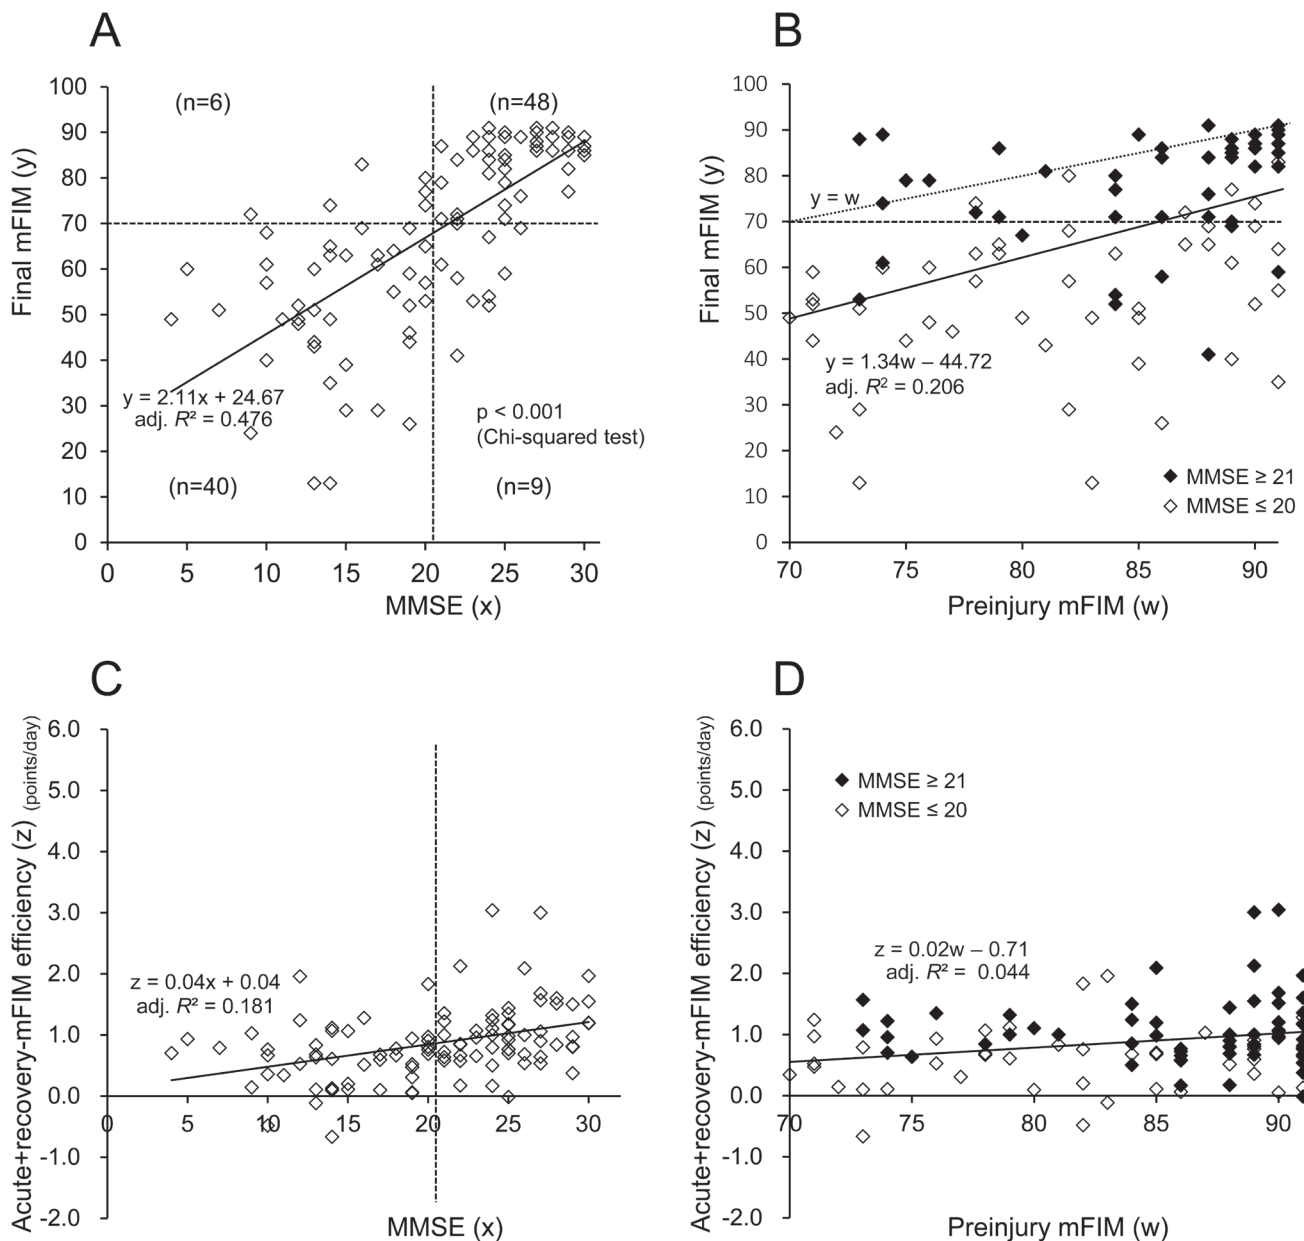 A
Final mFIM (y)
100
90
80
70
60
50
40
30
20
10
0
(n=6)
(n=48)
y = 2.11x + 24.67
adj. R² = 0.476
p < 0.001
(Chi-squared test)
(n=40)
(n=9)
0
5
10
15
20
25
30
MMSE (x)
B
Final mFIM (y)
100
90
80
70
60
50
40
30
20
10
0
y = w
y = 1.34w – 44.72
adj. R² = 0.206
MMSE ≥ 21
MMSE ≤ 20
70
75
80
85
90
Preinjury mFIM (w)
C
Acute+recovery-mFIM efficiency (z) (points/day)
6.0
5.0
4.0
3.0
2.0
1.0
0.0
-1.0
-2.0
z = 0.04x + 0.04
adj. R² = 0.181
0
5
10
15
20
25
30
MMSE (x)
D
Acute+recovery-mFIM efficiency (z) (points/day)
6.0
5.0
4.0
3.0
2.0
1.0
0.0
-1.0
-2.0
MMSE ≥ 21
MMSE ≤ 20
z = 0.02w – 0.71
adj. R² = 0.044
70
75
80
85
90
Preinjury mFIM (w)